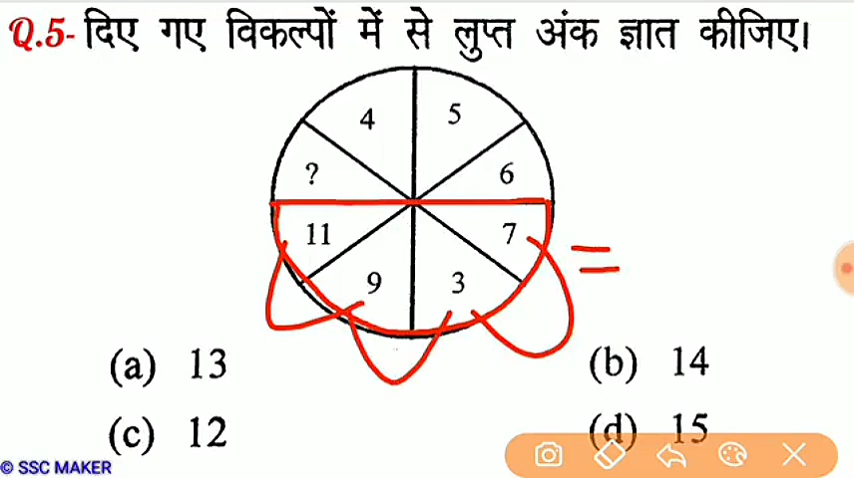 Q.5- दिए गए विकल्पों में से लुप्त अंक ज्ञात कीजिए।
4 5
? 6
11 7
9 3
=
(a) 13 (b) 14
(c) 12 (d) 15
© SSC MAKER